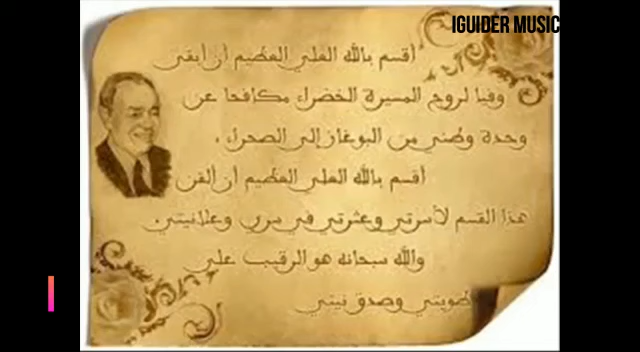 IGUIDER MUSIC
أقسم بالله العلي العظيم أن أبقى
وفيا لروح المسيرة الخضراء مكافحا عن
وحدة وطني من البوغاز إلى الصحراء ،
أقسم بالله العلي العظيم أن ألقن
هذا القسم لأسرتي وعثرتي في سري وعلانيتي .
والله سبحانه هو الرقيب على
طويتي وصدق نيتي